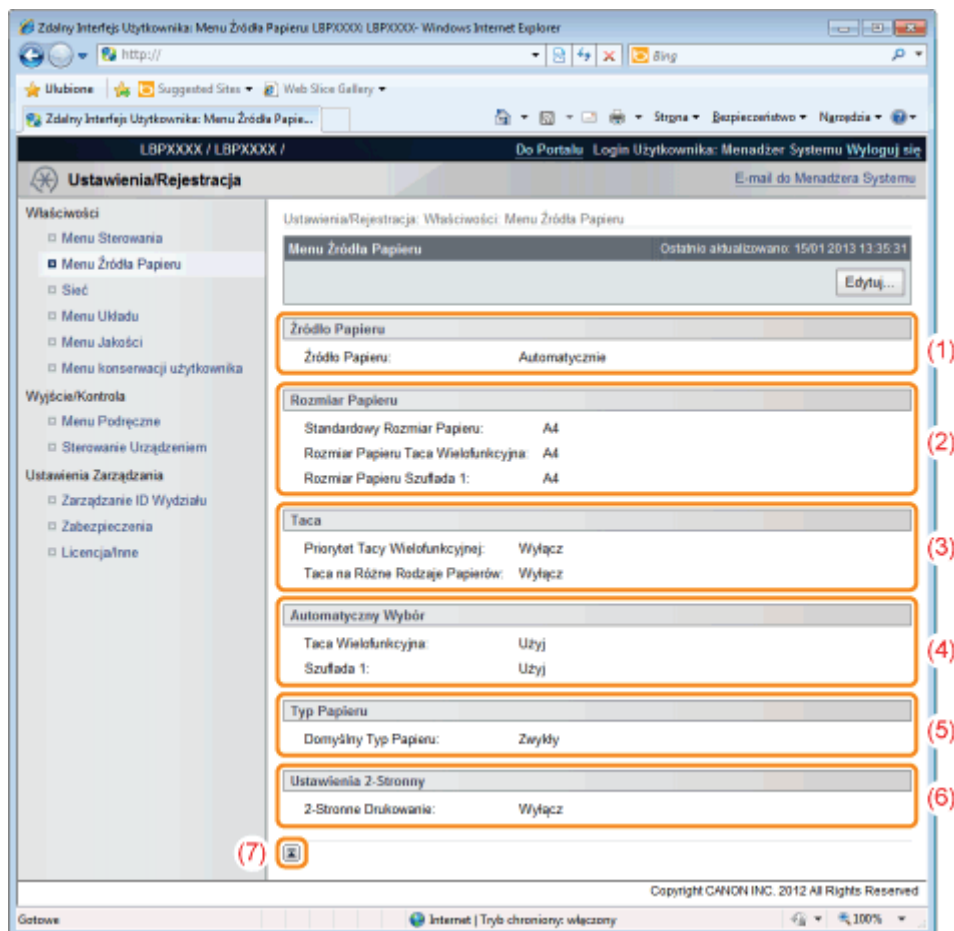 Zdalny Interfejs Użytkownika: Menu Źródła Papieru: LBPXXXX: LBPXXXX- Windows Internet Explorer
http://
Bing
Ulubione Suggested Sites Web Slice Gallery
Zdalny Interfejs Użytkownika: Menu Źródła Papie... Strona Bezpieczeństwo Narzędzia
LBPXXXX / LBPXXXX / Do Portalu Login Użytkownika: Menadżer Systemu Wyloguj się
Ustawienia/Rejestracja E-mail do Menadżera Systemu
Właściwości
Menu Sterowania
Menu Źródła Papieru
Sieć
Menu Układu
Menu Jakości
Menu konserwacji użytkownika
Wyjście/Kontrola
Menu Podręczne
Sterowanie Urządzeniem
Ustawienia Zarządzania
Zarządzanie ID Wydziału
Zabezpieczenia
Licencja/Inne
Ustawienia/Rejestracja: Właściwości: Menu Źródła Papieru
Menu Źródła Papieru Ostatnio aktualizowano: 15/01 2013 13:35:31
Edytuj...
Źródło Papieru
Źródło Papieru: Automatycznie
(1)
Rozmiar Papieru
Standardowy Rozmiar Papieru: A4
Rozmiar Papieru Taca Wielofunkcyjna: A4
Rozmiar Papieru Szuflada 1: A4
(2)
Taca
Priorytet Tacy Wielofunkcyjnej: Wyłącz
Taca na Różne Rodzaje Papierów: Wyłącz
(3)
Automatyczny Wybór
Taca Wielofunkcyjna: Użyj
Szuflada 1: Użyj
(4)
Typ Papieru
Domyślny Typ Papieru: Zwykły
(5)
Ustawienia 2-Stronny
2-Stronne Drukowanie: Wyłącz
(6)
(7)
Copyright CANON INC. 2012 All Rights Reserved
Gotowe Internet | Tryb chroniony: włączony 100%